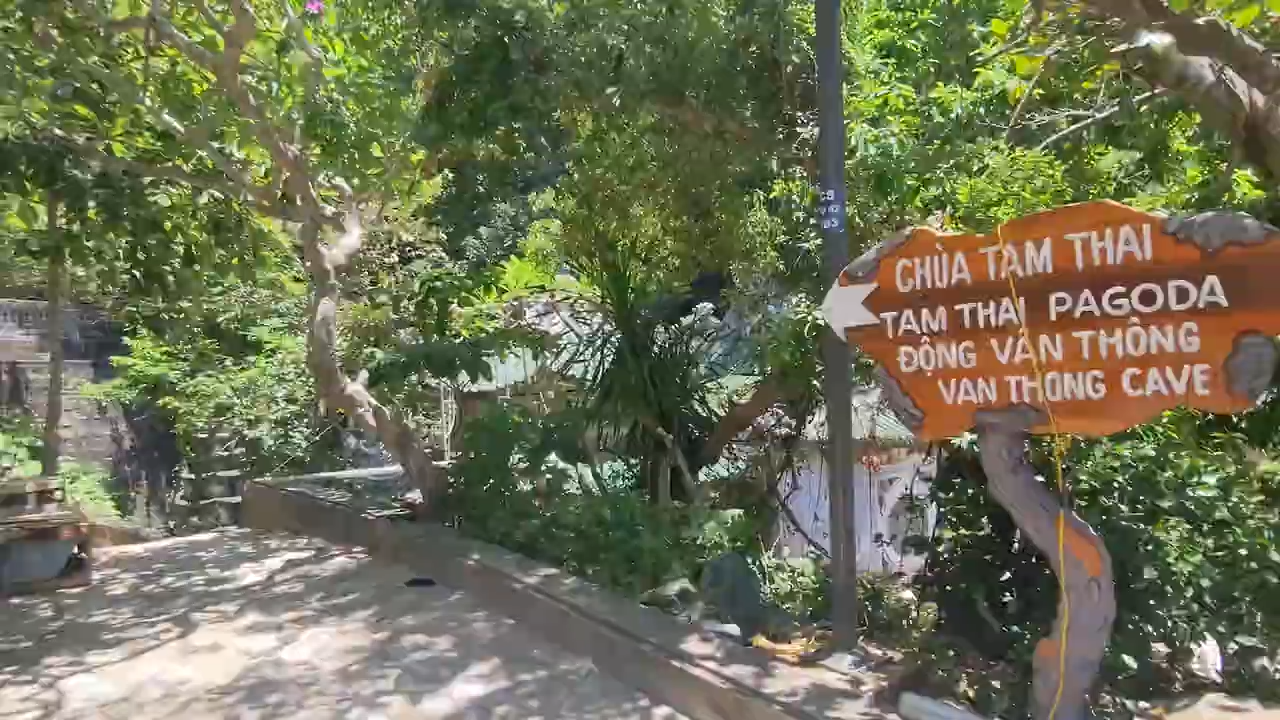 CHÙA TAM THAI
TAM THAI PAGODA
ĐỘNG VÂN THÔNG
VAN THONG CAVE